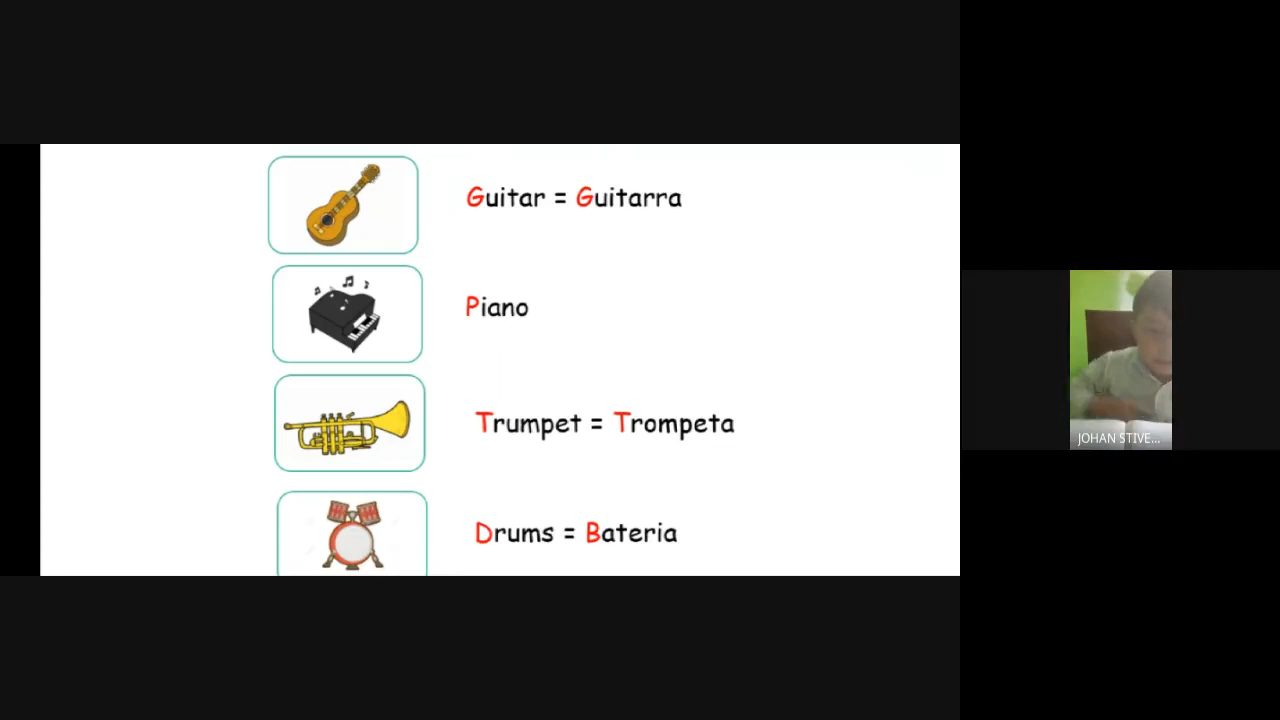 Guitar = Guitarra
Piano
Trumpet = Trompeta
Drums = Bateria
JOHAN STIVE...